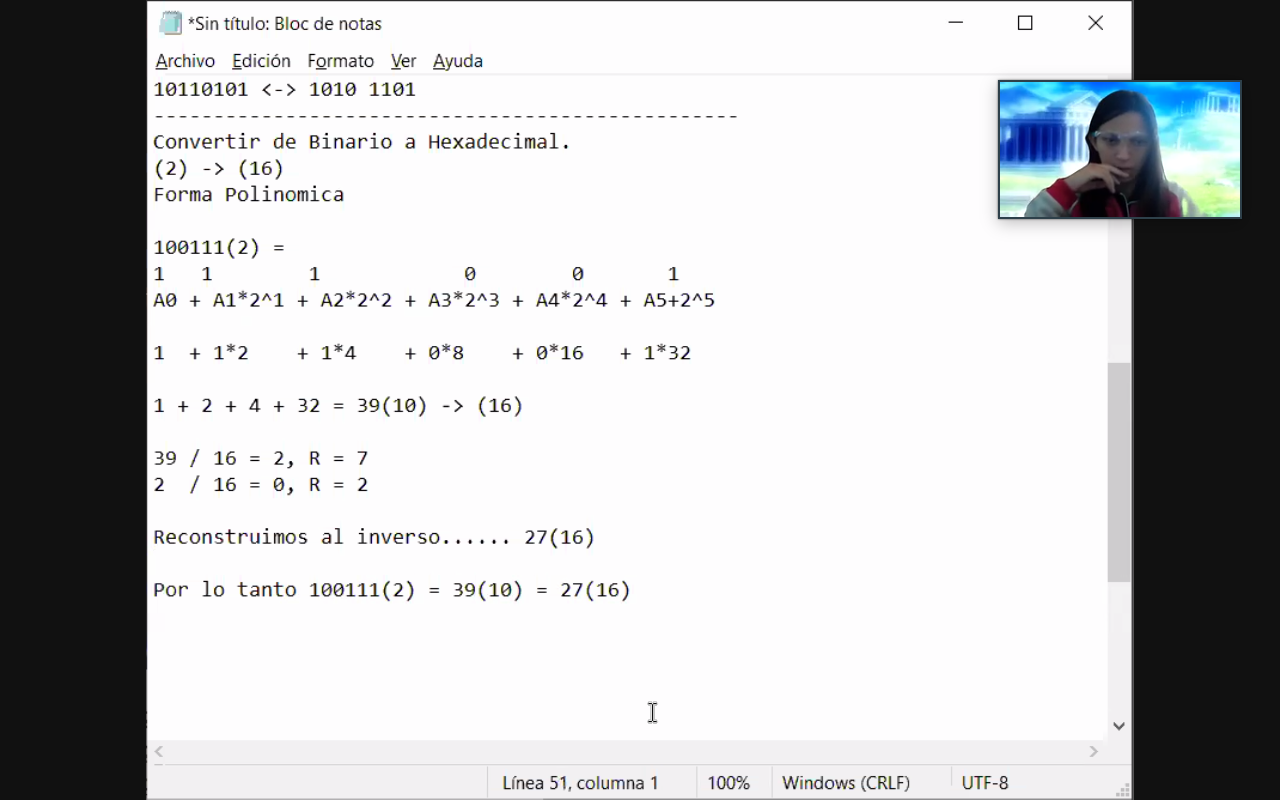 *Sin título: Bloc de notas
Archivo Edición Formato Ver Ayuda
10110101 <-> 1010 1101
-------------------------------------------------
Convertir de Binario a Hexadecimal.
(2) -> (16)
Forma Polinomica
100111(2) =
1   1        1            0        0       1
A0 + A1*2^1 + A2*2^2 + A3*2^3 + A4*2^4 + A5+2^5
1  + 1*2    + 1*4    + 0*8    + 0*16   + 1*32
1 + 2 + 4 + 32 = 39(10) -> (16)
39 / 16 = 2, R = 7
2  / 16 = 0, R = 2
Reconstruimos al inverso...... 27(16)
Por lo tanto 100111(2) = 39(10) = 27(16)
Línea 51, columna 1 100% Windows (CRLF) UTF-8